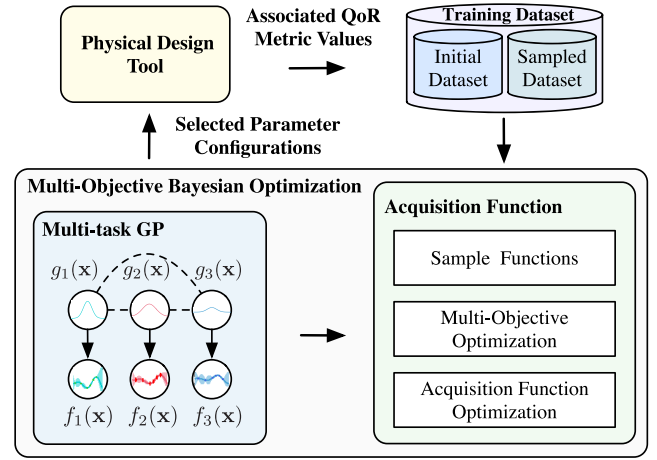 Physical Design
Tool
Associated QoR
Metric Values
Training Dataset
Initial
Dataset
Sampled
Dataset
Selected Parameter
Configurations
Multi-Objective Bayesian Optimization
Multi-task GP
g₁(x) g₂(x) g₃(x)
f₁(x) f₂(x) f₃(x)
Acquisition Function
Sample Functions
Multi-Objective
Optimization
Acquisition Function
Optimization